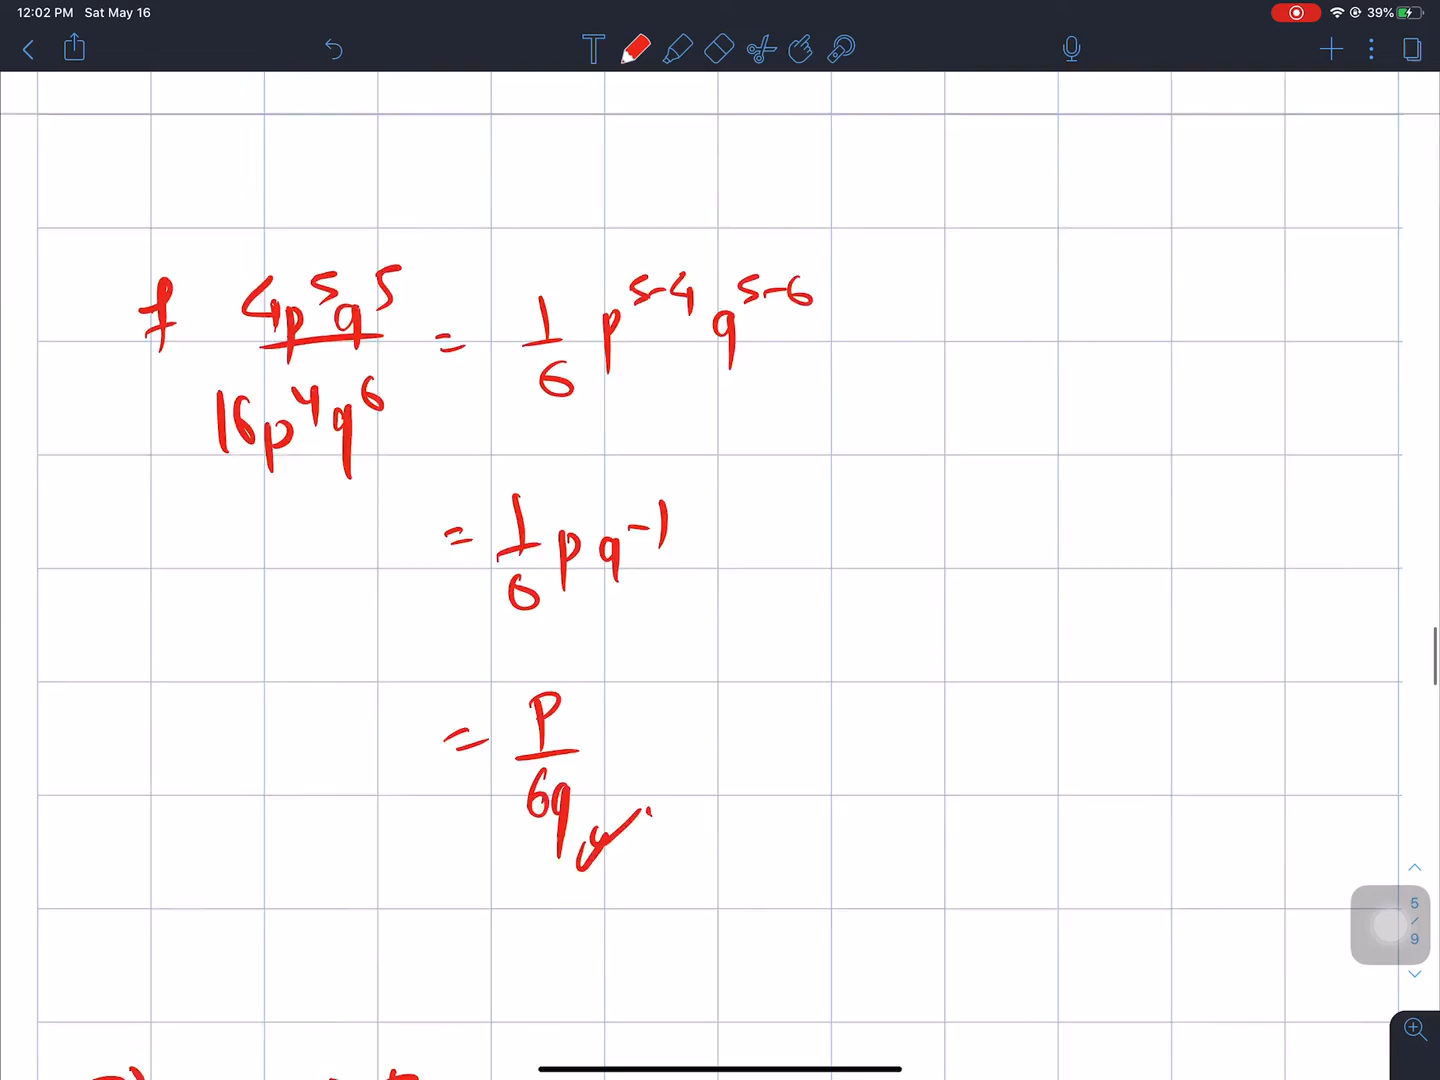 12:02 PM Sat May 16
39%
f 4p^5q^5 / 16p^4q^6 = 1/6 p^5-4 q^5-6
= 1/6 p q^-1
= p/6q
5 / 9